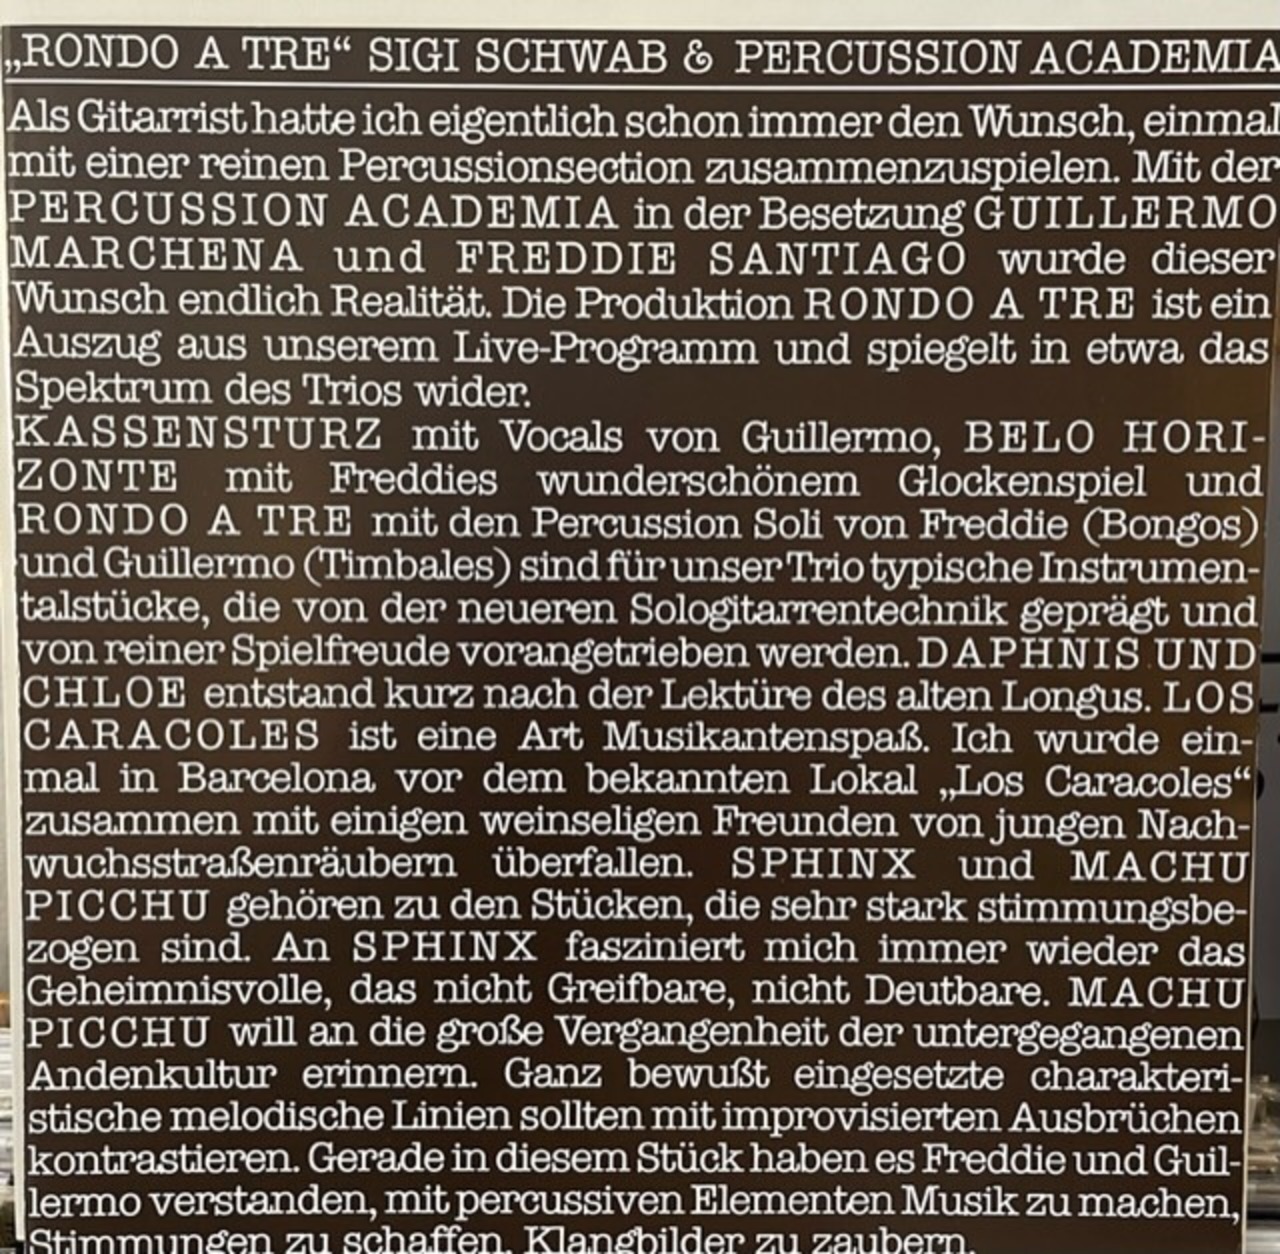 „RONDO A TRE“ SIGI SCHWAB & PERCUSSION ACADEMIA
Als Gitarrist hatte ich eigentlich schon immer den Wunsch, einmal
mit einer reinen Percussionsection zusammenzuspielen. Mit der
PERCUSSION ACADEMIA in der Besetzung GUILLERMO
MARCHENA und FREDDIE SANTIAGO wurde dieser
Wunsch endlich Realität. Die Produktion RONDO A TRE ist ein
Auszug aus unserem Live-Programm und spiegelt in etwa das
Spektrum des Trios wider.
KASSENSTURZ mit Vocals von Guillermo, BELO HORI-
ZONTE mit Freddies wunderschönem Glockenspiel und
RONDO A TRE mit den Percussion Soli von Freddie (Bongos)
und Guillermo (Timbales) sind für unser Trio typische Instrumen-
talstücke, die von der neueren Sologitarrentechnik geprägt und
von reiner Spielfreude vorangetrieben werden. DAPHNIS UND
CHLOE entstand kurz nach der Lektüre des alten Longus. LOS
CARACOLES ist eine Art Musikantenspaß. Ich wurde ein-
mal in Barcelona vor dem bekannten Lokal „Los Caracoles“
zusammen mit einigen weinseligen Freunden von jungen Nach-
wuchsstraßenräubern überfallen. SPHINX und MACHU
PICCHU gehören zu den Stücken, die sehr stark stimmungsbe-
zogen sind. An SPHINX fasziniert mich immer wieder das
Geheimnisvolle, das nicht Greifbare, nicht Deutbare. MACHU
PICCHU will an die große Vergangenheit der untergegangenen
Andenkultur erinnern. Ganz bewußt eingesetzte charakteri-
stische melodische Linien sollten mit improvisierten Ausbrüchen
kontrastieren. Gerade in diesem Stück haben es Freddie und Guil-
lermo verstanden, mit percussiven Elementen Musik zu machen,
Stimmungen zu schaffen, Klangbilder zu zaubern.